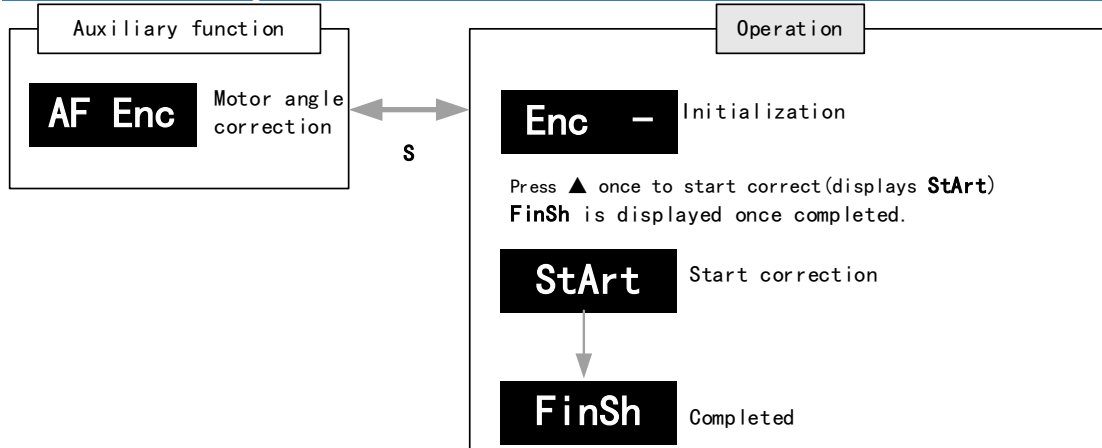 Auxiliary function
AF Enc
Motor angle
correction
S
Operation
Enc -
Initialization
Press ▲ once to start correct(displays StArt)
FinSh is displayed once completed.
StArt
Start correction
FinSh
Completed